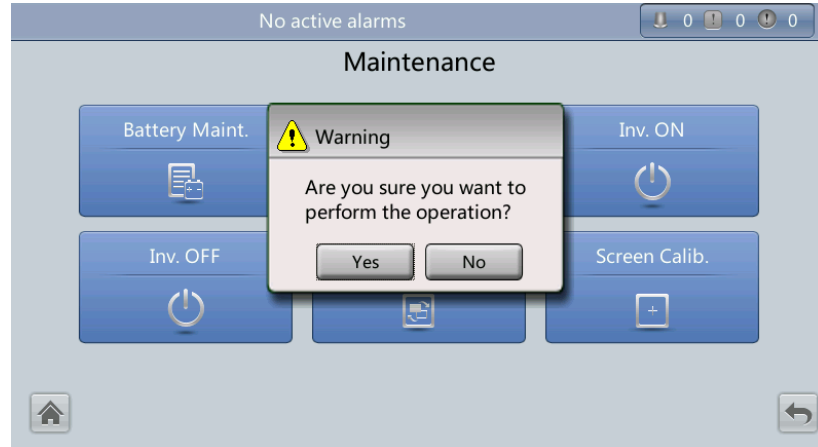 No active alarms
0 0 0
Maintenance
Battery Maint.
Inv. ON
Warning
Are you sure you want to
perform the operation?
Yes No
Inv. OFF
Screen Calib.